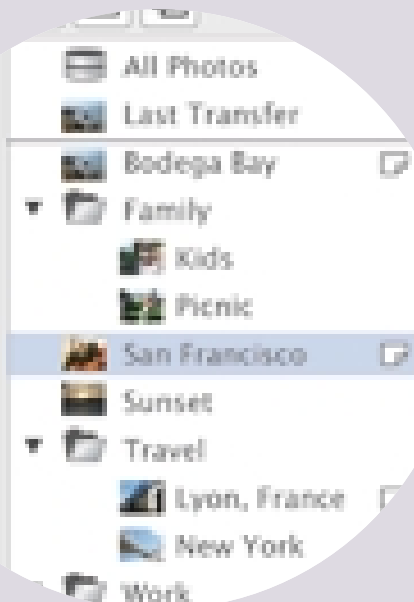 All Photos
Last Transfer
Bodega Bay
Family
Kids
Picnic
San Francisco
Sunset
Travel
Lyon, France
New York
Work